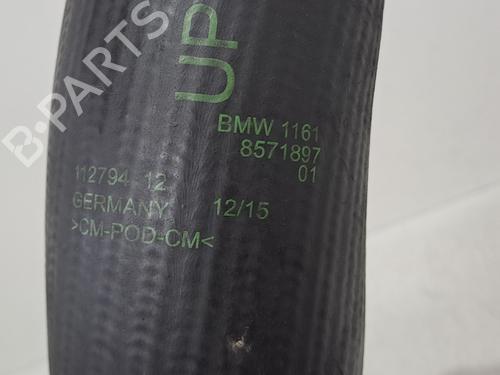 UP
BMW 1161
8571897
01
112794 12
GERMANY 12/15
>CM-POD-CM<
B-PARTS